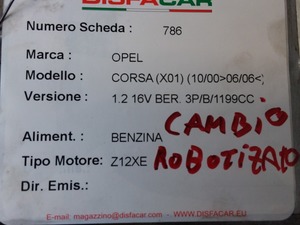 DISFACAR
Numero Scheda : 786
Marca : OPEL
Modello : CORSA (X01) (10/00>06/06<;
Versione : 1.2 16V BER. 3P/B/1199CC
CAMBIO
Aliment. : BENZINA
ROBOTIZATO
Tipo Motore: Z12XE
Dir. Emis.:
E-mail: magazzino@disfacar.com - WWW.DISFACAR.EU